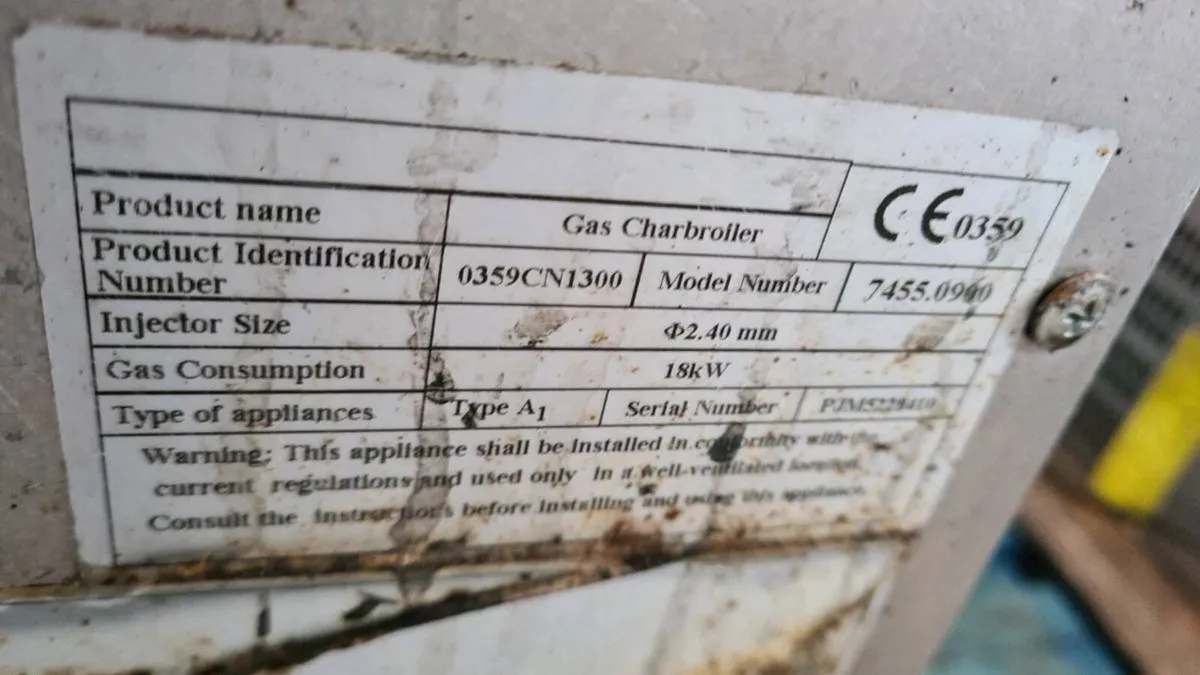 Product name
Gas Charbroiler
CE 0359
Product Identification Number
0359CN1300
Model Number
7455.0900
Injector Size
Φ2.40 mm
Gas Consumption
18kW
Type of appliances
Type A1
Serial Number
Warning: This appliance shall be installed in conformity with the
current regulations and used only in a well-ventilated location.
Consult the instructions before installing and using this appliance.